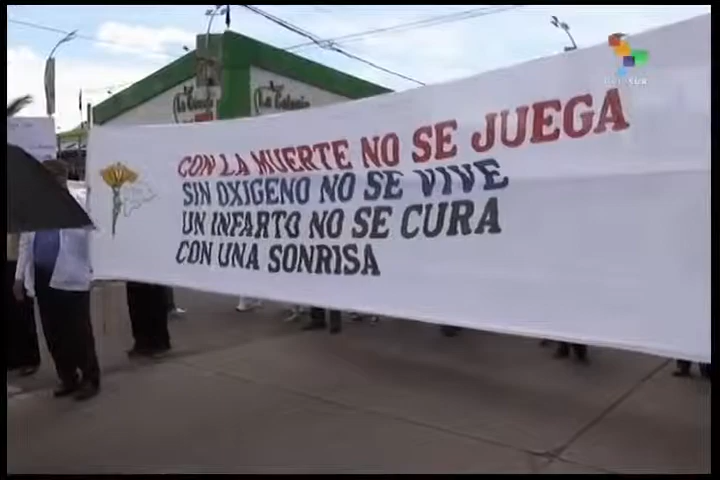 CON LA MUERTE NO SE JUEGA
SIN OXIGENO NO SE VIVE
UN INFARTO NO SE CURA
CON UNA SONRISA